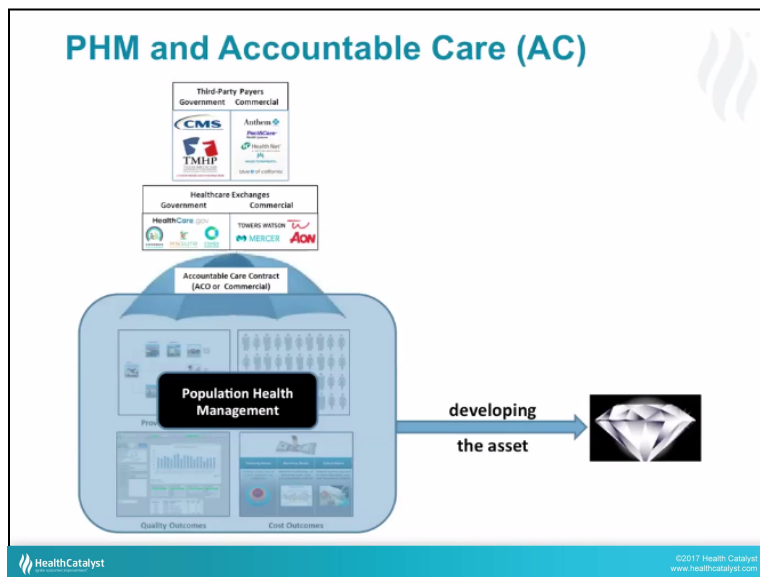 PHM and Accountable Care (AC)
Third-Party Payers
Government Commercial
CMS
Anthem
TMHP
Health Net
Healthcare Exchanges
Government Commercial
HealthCare.gov
TOWERS WATSON
MERCER AON
Accountable Care Contract
(ACO or Commercial)
Population Health
Management
Quality Outcomes
Cost Outcomes
developing
the asset
HealthCatalyst
©2017 Health Catalyst
www.healthcatalyst.com